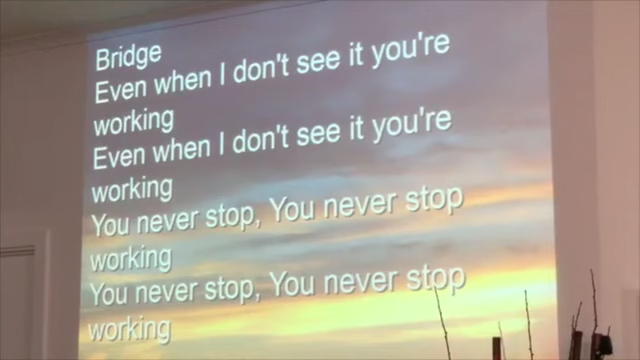 Bridge
Even when I don't see it you're
working
Even when I don't see it you're
working
You never stop, You never stop
working
You never stop, You never stop
working